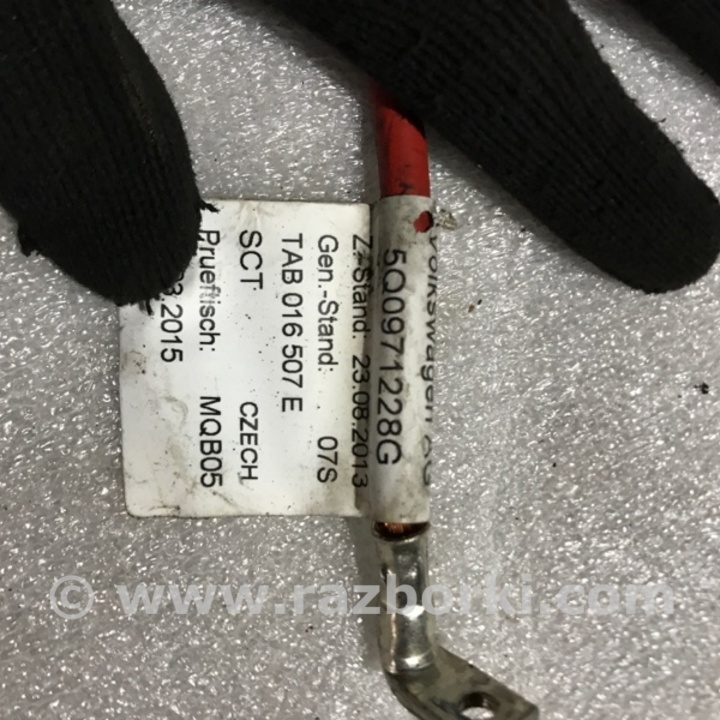 Volkswagen AG
5Q0971228G
Z.-Stand: 23.08.2013
Gen.-Stand: . 07S
TAB 016 507 E
SCT CZECH
Prueftisch: MQB05
.2015
© www.razborki.com